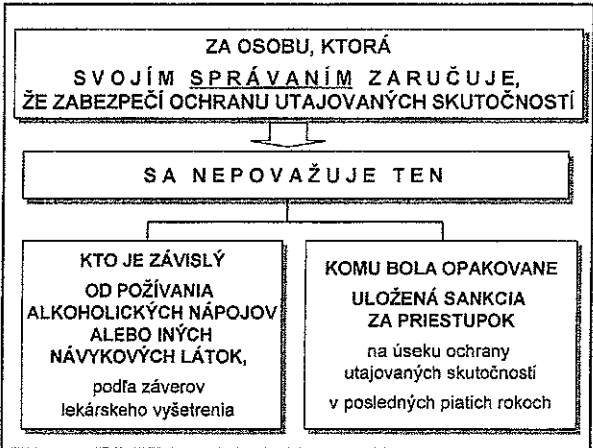 ZA OSOBU, KTORÁ
SVOJÍM SPRÁVANÍM ZARUČUJE,
ŽE ZABEZPEČÍ OCHRANU UTAJOVANÝCH SKUTOČNOSTÍ
SA NEPOVAŽUJE TEN
KTO JE ZÁVISLÝ
OD POŽÍVANIA
ALKOHOLICKÝCH NÁPOJOV
ALEBO INÝCH
NÁVYKOVÝCH LÁTOK,
podľa záverov
lekárskeho vyšetrenia
KOMU BOLA OPAKOVANE
ULOŽENÁ SANKCIA
ZA PRIESTUPOK
na úseku ochrany
utajovaných skutočností
v posledných piatich rokoch